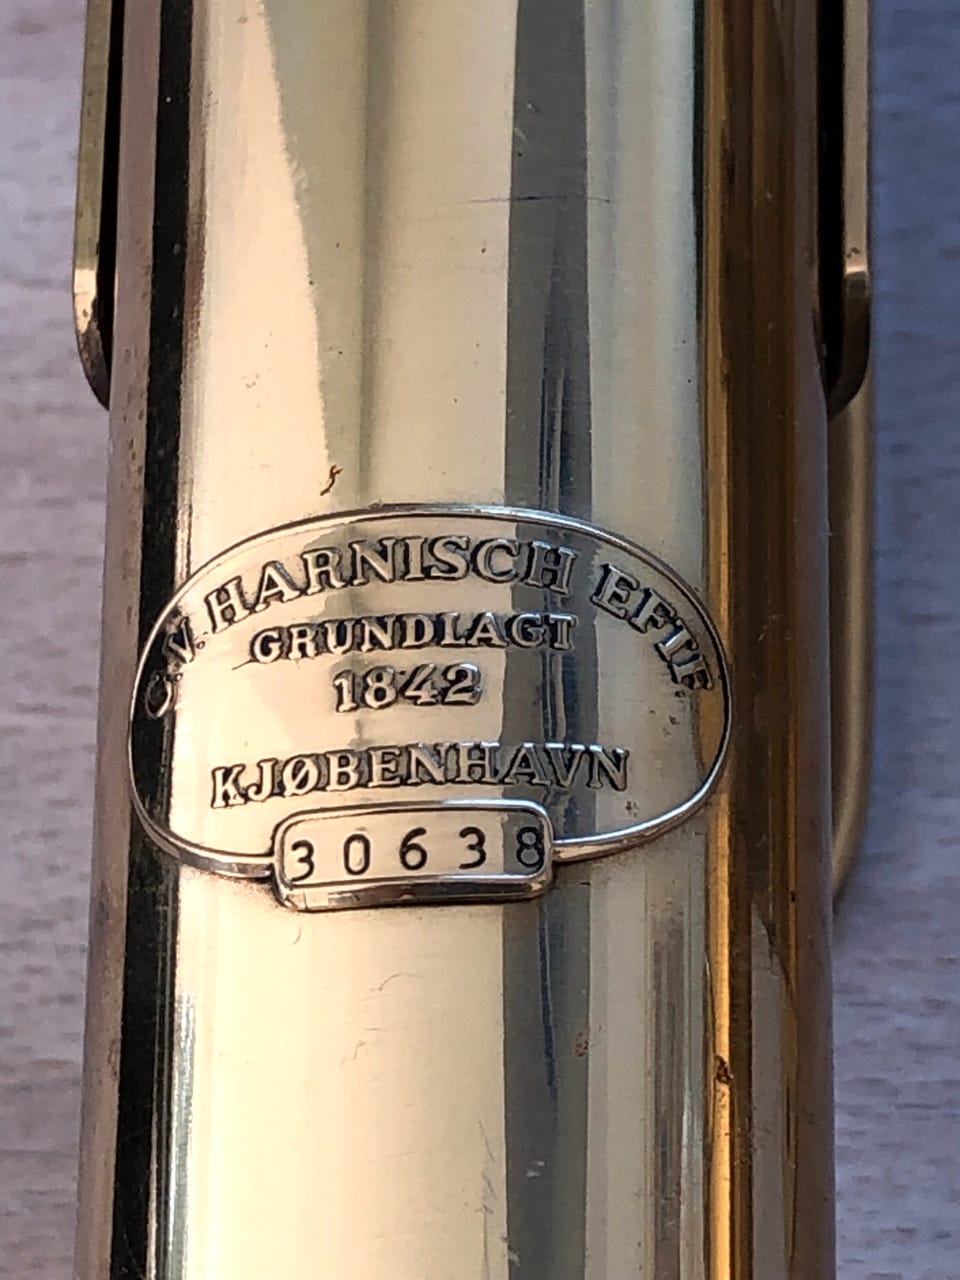 C.W. HARNISCH EFTF.
GRUNDLAGT
1842
KJØBENHAVN
30638